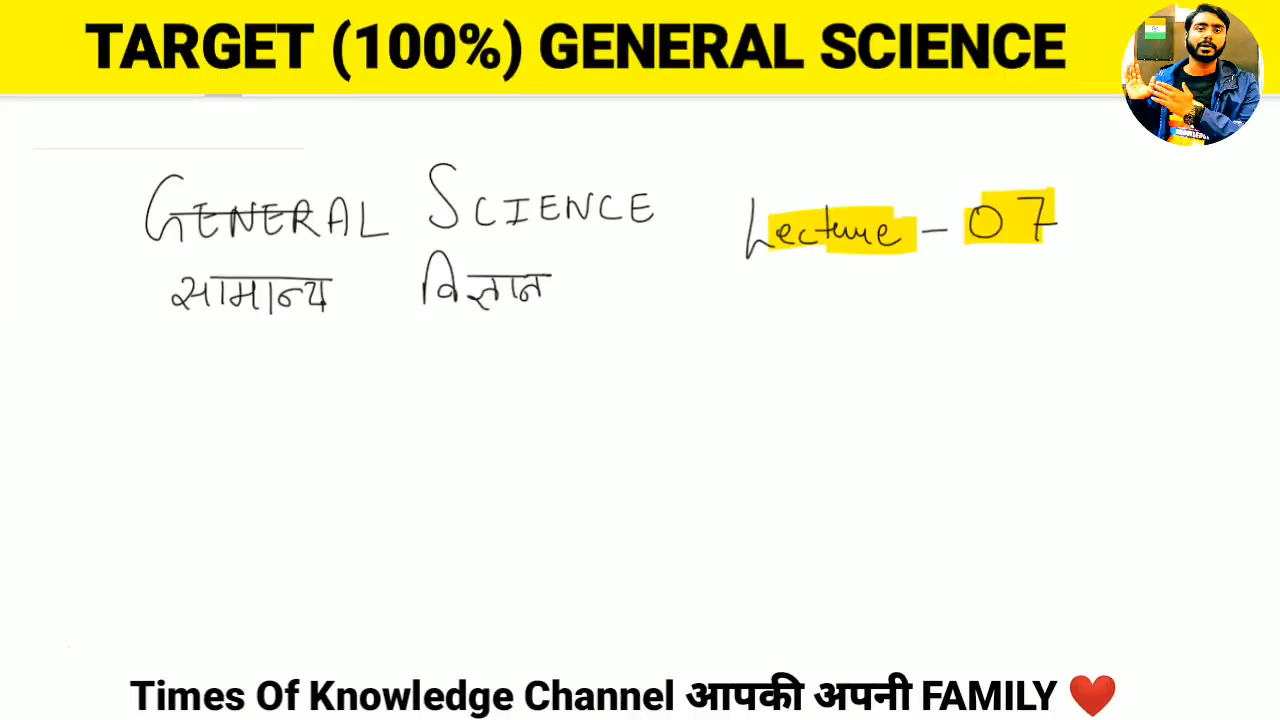 TARGET (100%) GENERAL SCIENCE
GENERAL SCIENCE Lecture - 07
सामान्य विज्ञान
Times Of Knowledge Channel आपकी अपनी FAMILY ❤️